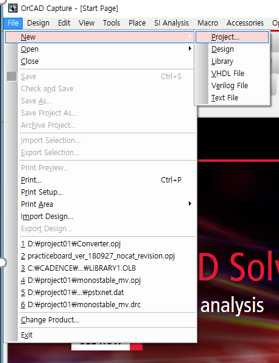 OrCAD Capture - [Start Page]
File Design Edit View Tools Place SI Analysis Macro Accessories Options
New
Project...
Open
Design
Close
Library
VHDL File
Save Ctrl+S
Verilog File
Check and Save
Text File
Save As...
Save Project As...
Archive Project...
Import Selection...
Export Selection...
Print Preview...
Print... Ctrl+P
Print Setup...
Print Area
Import Design...
Export Design...
1 D:₩project01₩Converter.opj
2 practiceboard_ver_180927_nocat_revision.opj
3 C:₩CADENCE₩...₩LIBRARY1.OLB
4 D:₩project01₩monostable_mv.opj
5 D:₩project01₩...₩pstxnet.dat
6 D:₩project01₩monostable_mv.drc
Change Product...
Exit
D Solv
analysis